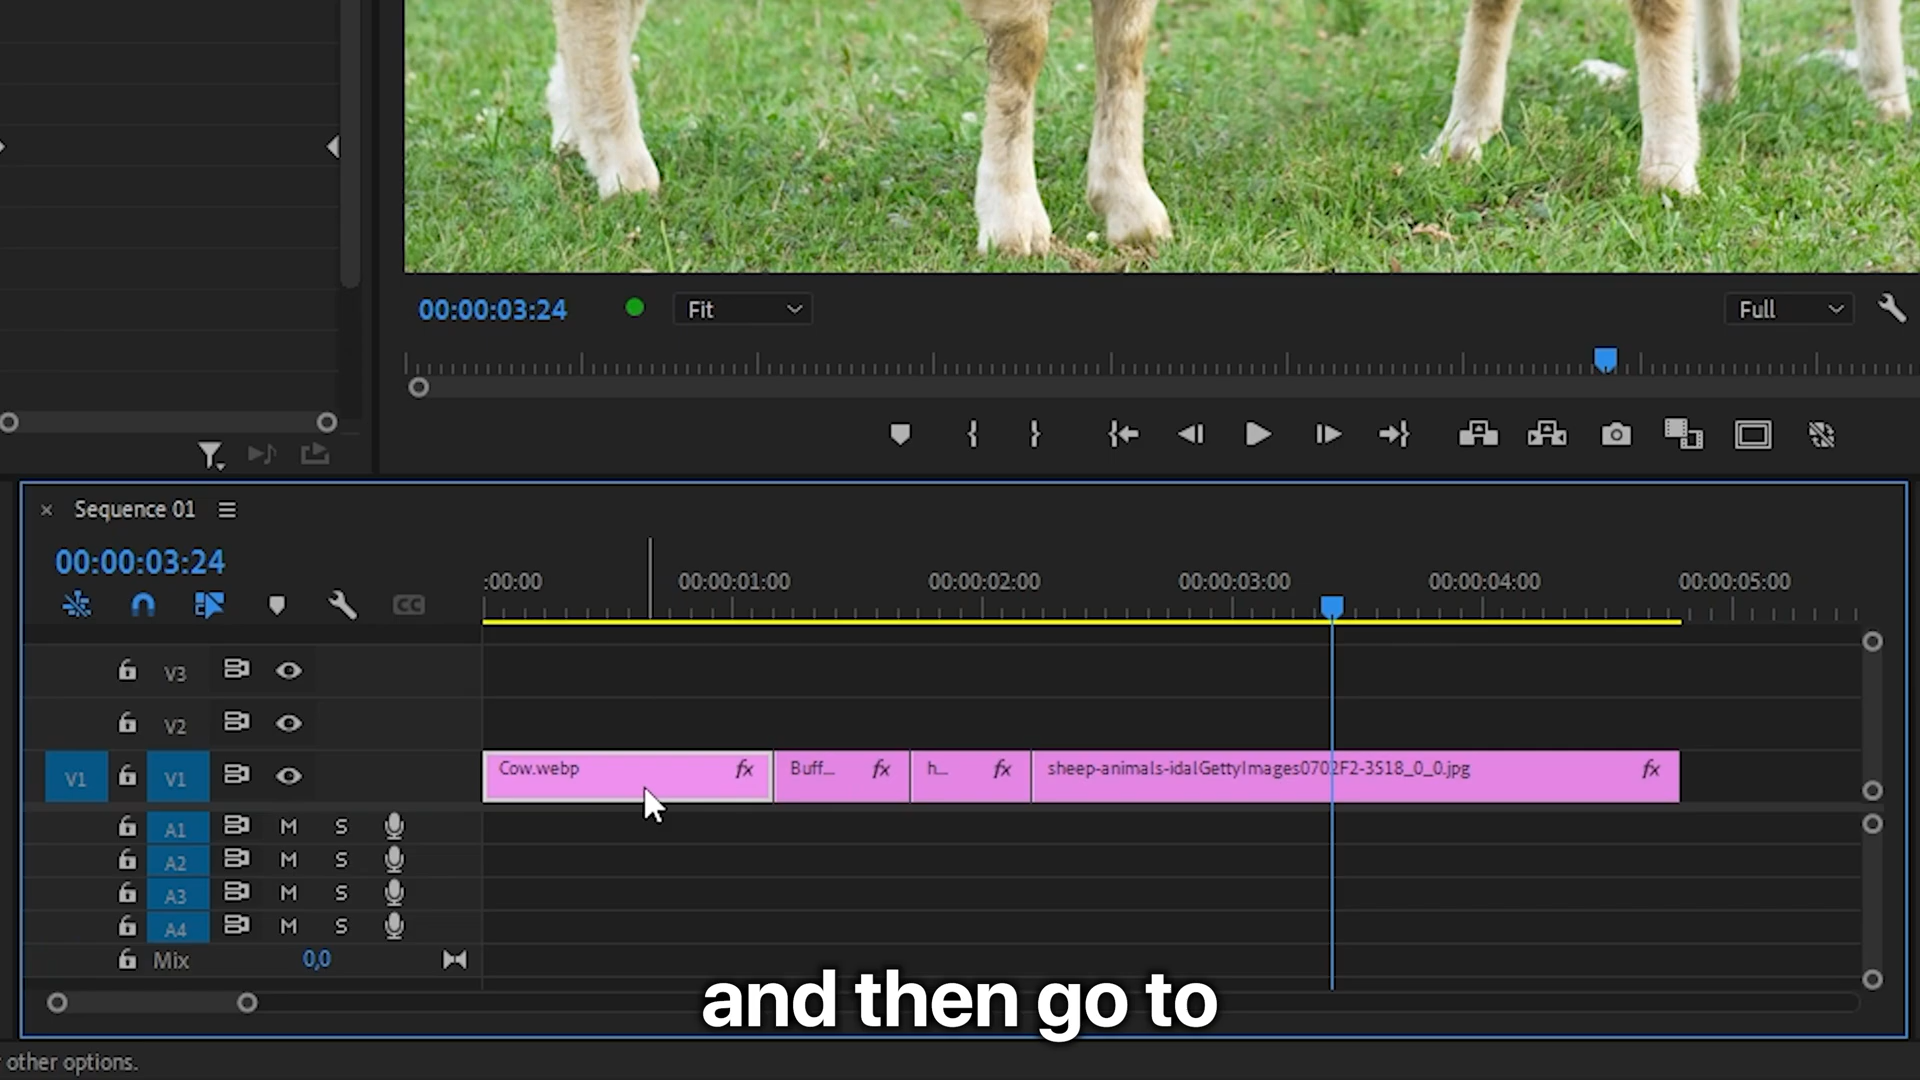 00:00:03:24
Fit
Full
Sequence 01
00:00:03:24
:00:00
00:00:01:00
00:00:02:00
00:00:03:00
00:00:04:00
00:00:05:00
CC
V3
V2
V1
V1
Cow.webp
fx
Buff...
fx
h...
fx
sheep-animals-idalGettyImages0702F2-3518_0_0.jpg
fx
A1
M
S
A2
M
S
A3
M
S
A4
M
S
Mix
0,0
and then go to
other options.